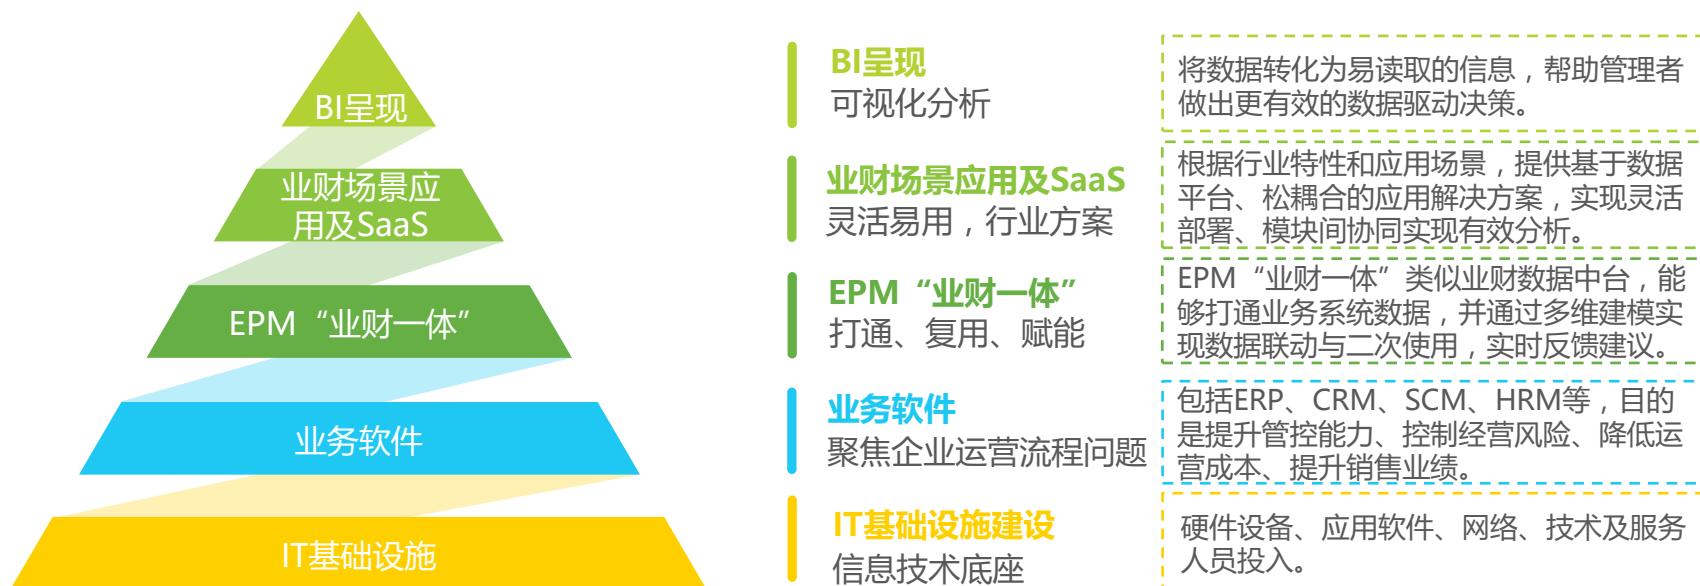 BI呈现
业财场景应
用及SaaS
EPM“业财一体”
业务软件
IT基础设施
BI呈现
可视化分析
将数据转化为易读取的信息，帮助管理者
做出更有效的数据驱动决策。
业财场景应用及SaaS
灵活易用，行业方案
根据行业特性和应用场景，提供基于数据
平台、松耦合的应用解决方案，实现灵活
部署、模块间协同实现有效分析。
EPM“业财一体”
打通、复用、赋能
EPM“业财一体”类似业财数据中台，能
够打通业务系统数据，并通过多维建模实
现数据联动与二次使用，实时反馈建议。
业务软件
聚焦企业运营流程问题
包括ERP、CRM、SCM、HRM等，目的
是提升管控能力、控制经营风险、降低运
营成本、提升销售业绩。
IT基础设施建设
信息技术底座
硬件设备、应用软件、网络、技术及服务
人员投入。